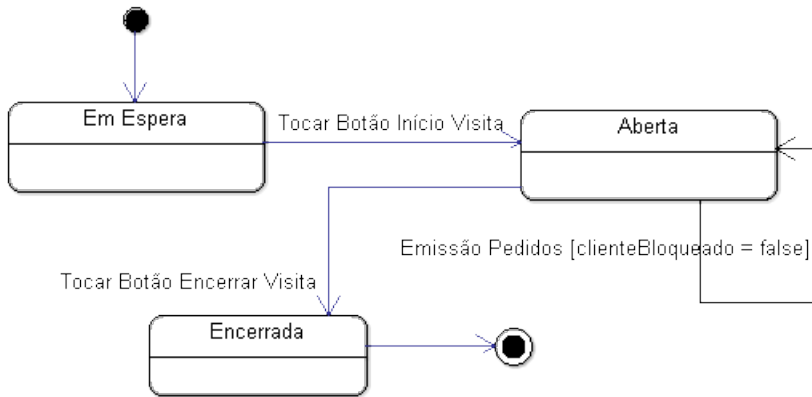 Em Espera
Tocar Botão Início Visita
Aberta
Emissão Pedidos [clienteBloqueado = false]
Tocar Botão Encerrar Visita
Encerrada